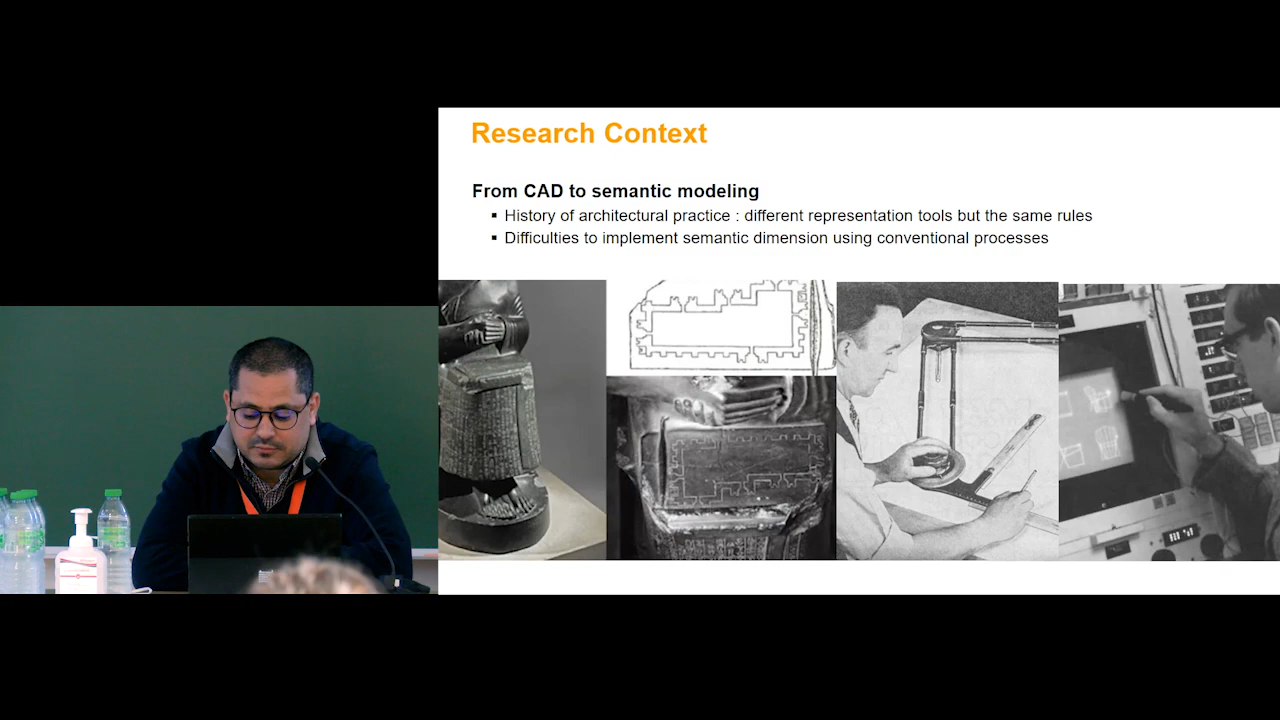 Research Context
From CAD to semantic modeling
▪ History of architectural practice : different representation tools but the same rules
▪ Difficulties to implement semantic dimension using conventional processes